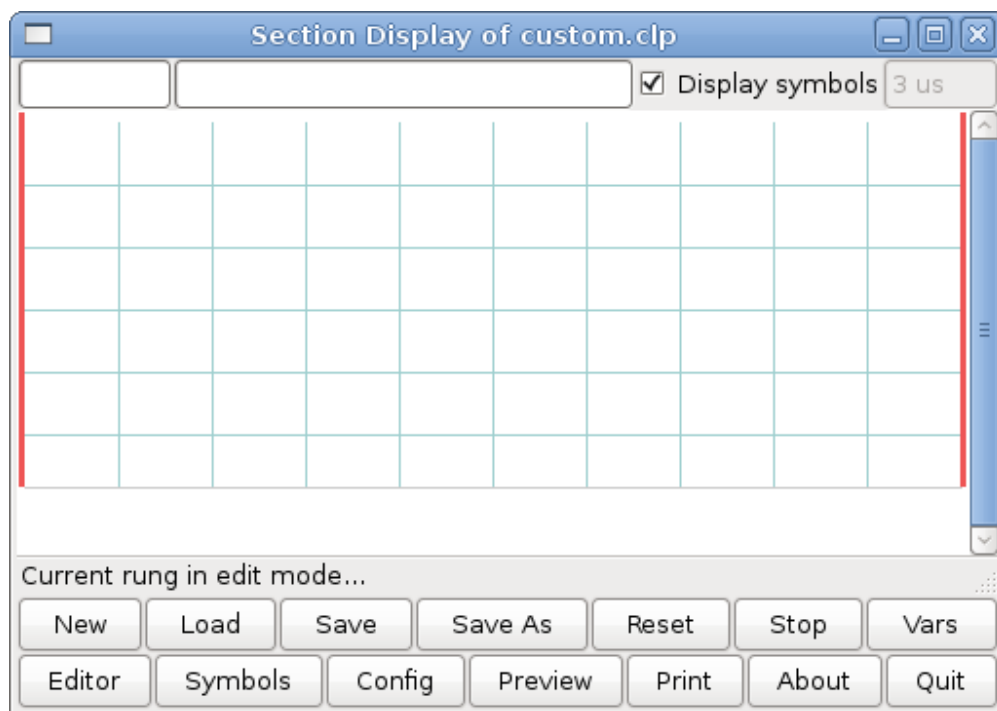 Section Display of custom.clp
Display symbols 3 us
Current rung in edit mode...
New Load Save Save As Reset Stop Vars
Editor Symbols Config Preview Print About Quit